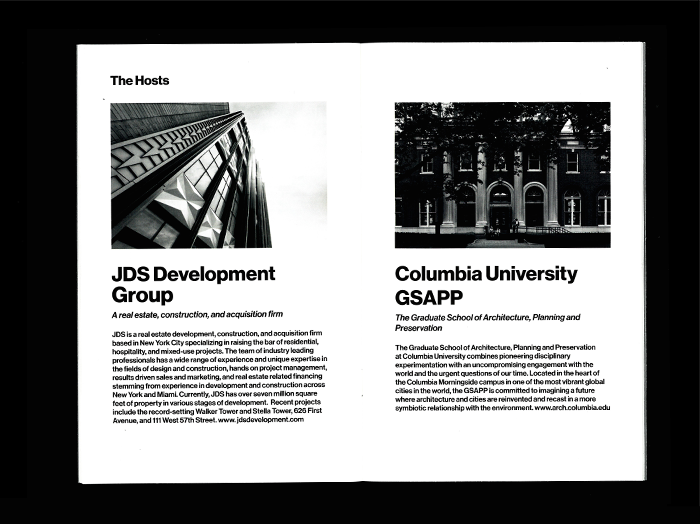 The Hosts
JDS Development
Group
A real estate, construction, and acquisition firm
JDS is a real estate development, construction, and acquisition firm
based in New York City specializing in raising the bar of residential,
hospitality, and mixed-use projects. The team of industry leading
professionals has a wide range of experience and unique expertise in
the fields of design and construction, hands on project management,
results driven sales and marketing, and real estate related financing
stemming from experience in development and construction across
New York and Miami. Currently, JDS has over seven million square
feet of property in various stages of development. Recent projects
include the record-setting Walker Tower and Stella Tower, 626 First
Avenue, and 111 West 57th Street. www.jdsdevelopment.com
Columbia University
GSAPP
The Graduate School of Architecture, Planning and
Preservation
The Graduate School of Architecture, Planning and Preservation
at Columbia University combines pioneering disciplinary
experimentation with an uncompromising engagement with the
world and the urgent questions of our time. Located in the heart of
the Columbia Morningside campus in one of the most vibrant global
cities in the world, the GSAPP is committed to imagining a future
where architecture and cities are reinvented and recast in a more
symbiotic relationship with the environment. www.arch.columbia.edu